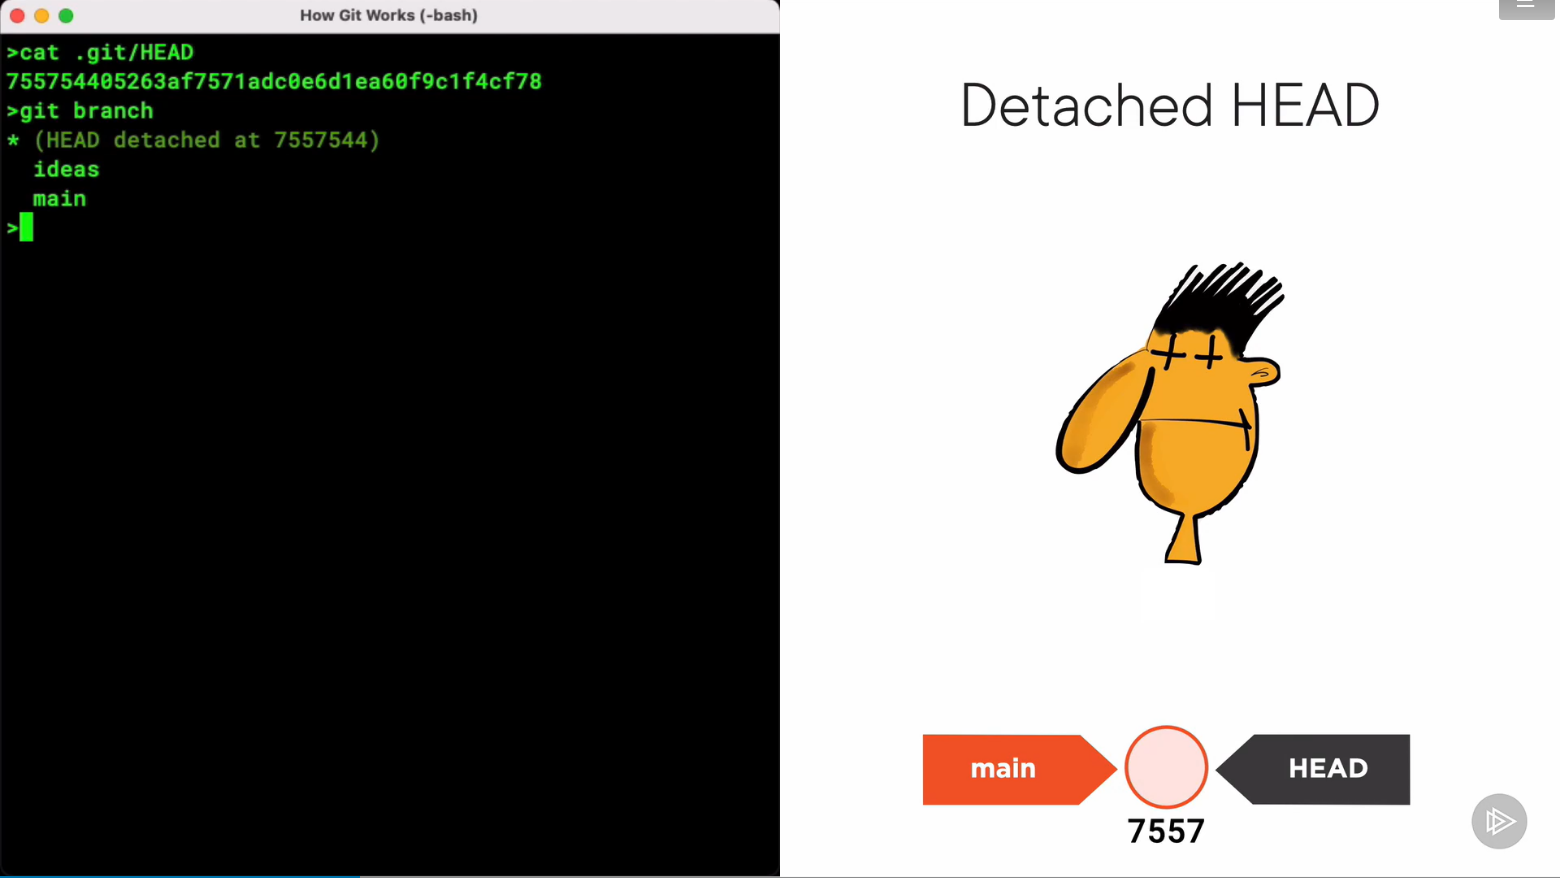 How Git Works (-bash)
>cat .git/HEAD
755754405263af7571adc0e6d1ea60f9c1f4cf78
>git branch
* (HEAD detached at 7557544)
  ideas
  main
>
Detached HEAD
main
HEAD
7557